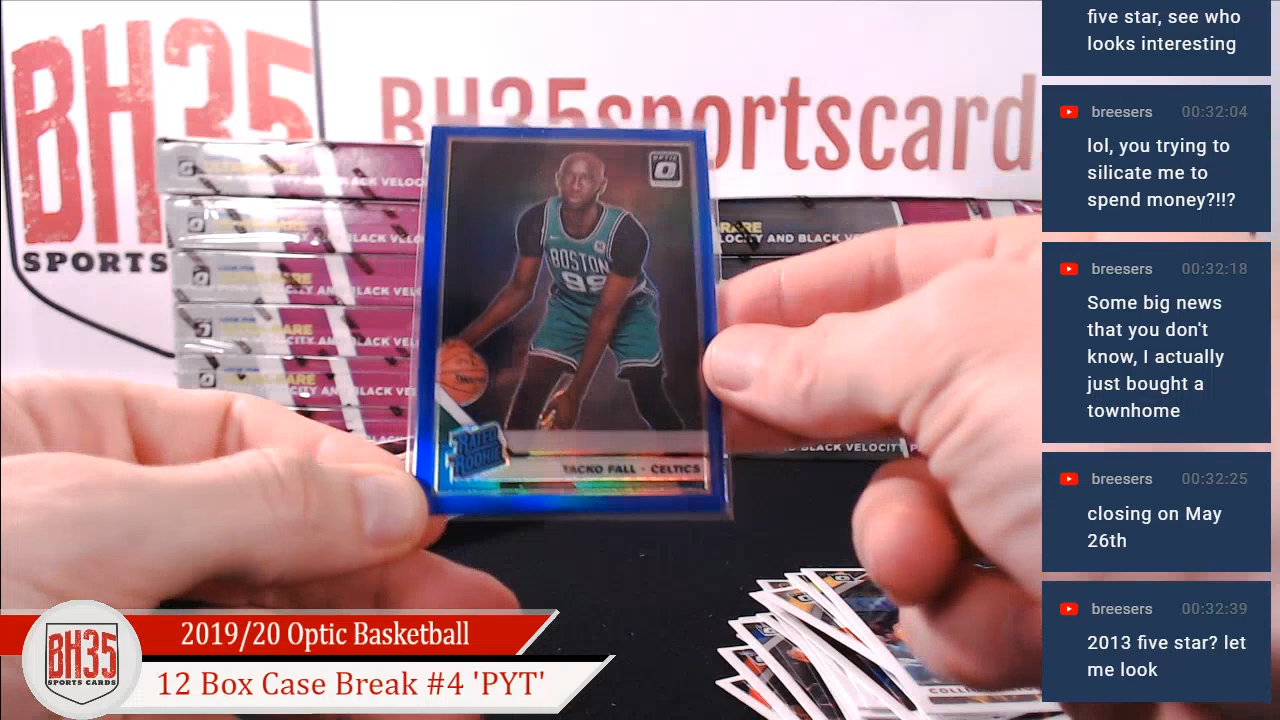 BH35
SPORTS
BH35sportscard
OPTIC
BOSTON
99
RATED
ROOKIE
TACKO FALL · CELTICS
RARE
LOCITY AND BLACK VELO
BLACK VELOCITY
BH35
SPORTS CARDS
2019/20 Optic Basketball
12 Box Case Break #4 'PYT'
five star, see who
looks interesting
breesers 00:32:04
lol, you trying to
silicate me to
spend money?!!?
breesers 00:32:18
Some big news
that you don't
know, I actually
just bought a
townhome
breesers 00:32:25
closing on May
26th
breesers 00:32:39
2013 five star? let
me look